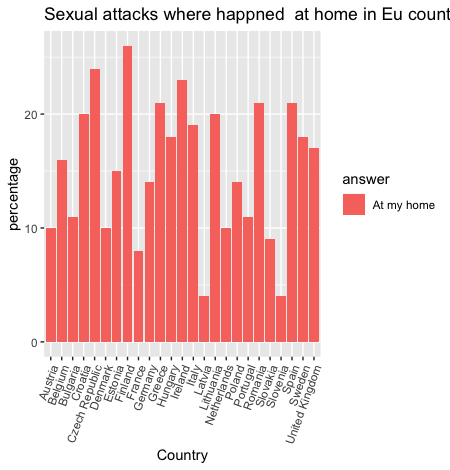 Sexual attacks where happned  at home in Eu count
percentage
20
10
0
Austria
Belgium
Bulgaria
Croatia
Czech Republic
Denmark
Estonia
Finland
France
Germany
Greece
Hungary
Ireland
Italy
Latvia
Lithuania
Netherlands
Poland
Portugal
Romania
Slovakia
Slovenia
Spain
Sweden
United Kingdom
Country
answer
At my home